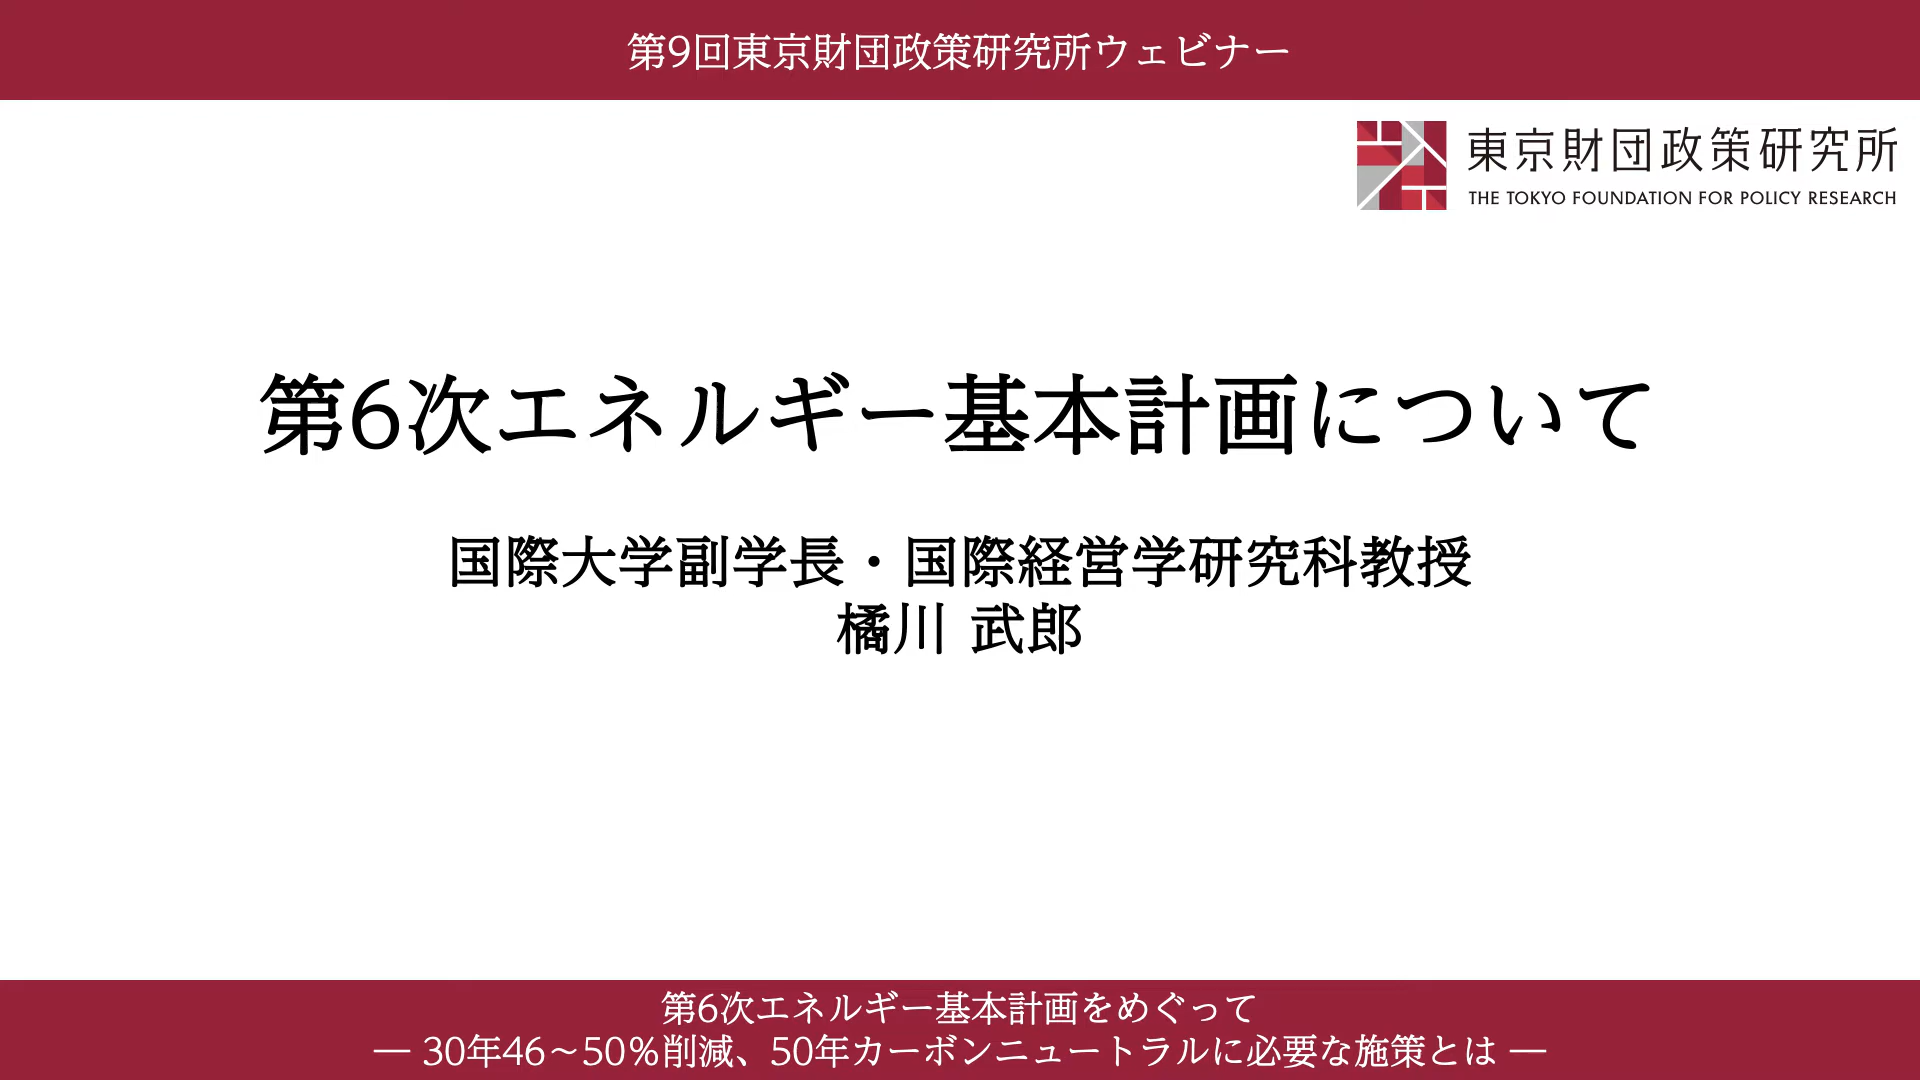 第9回東京財団政策研究所ウェビナー
東京財団政策研究所
THE TOKYO FOUNDATION FOR POLICY RESEARCH
第6次エネルギー基本計画について
国際大学副学長・国際経営学研究科教授
橘川 武郎
第6次エネルギー基本計画をめぐって
― 30年46～50％削減、50年カーボンニュートラルに必要な施策とは ―